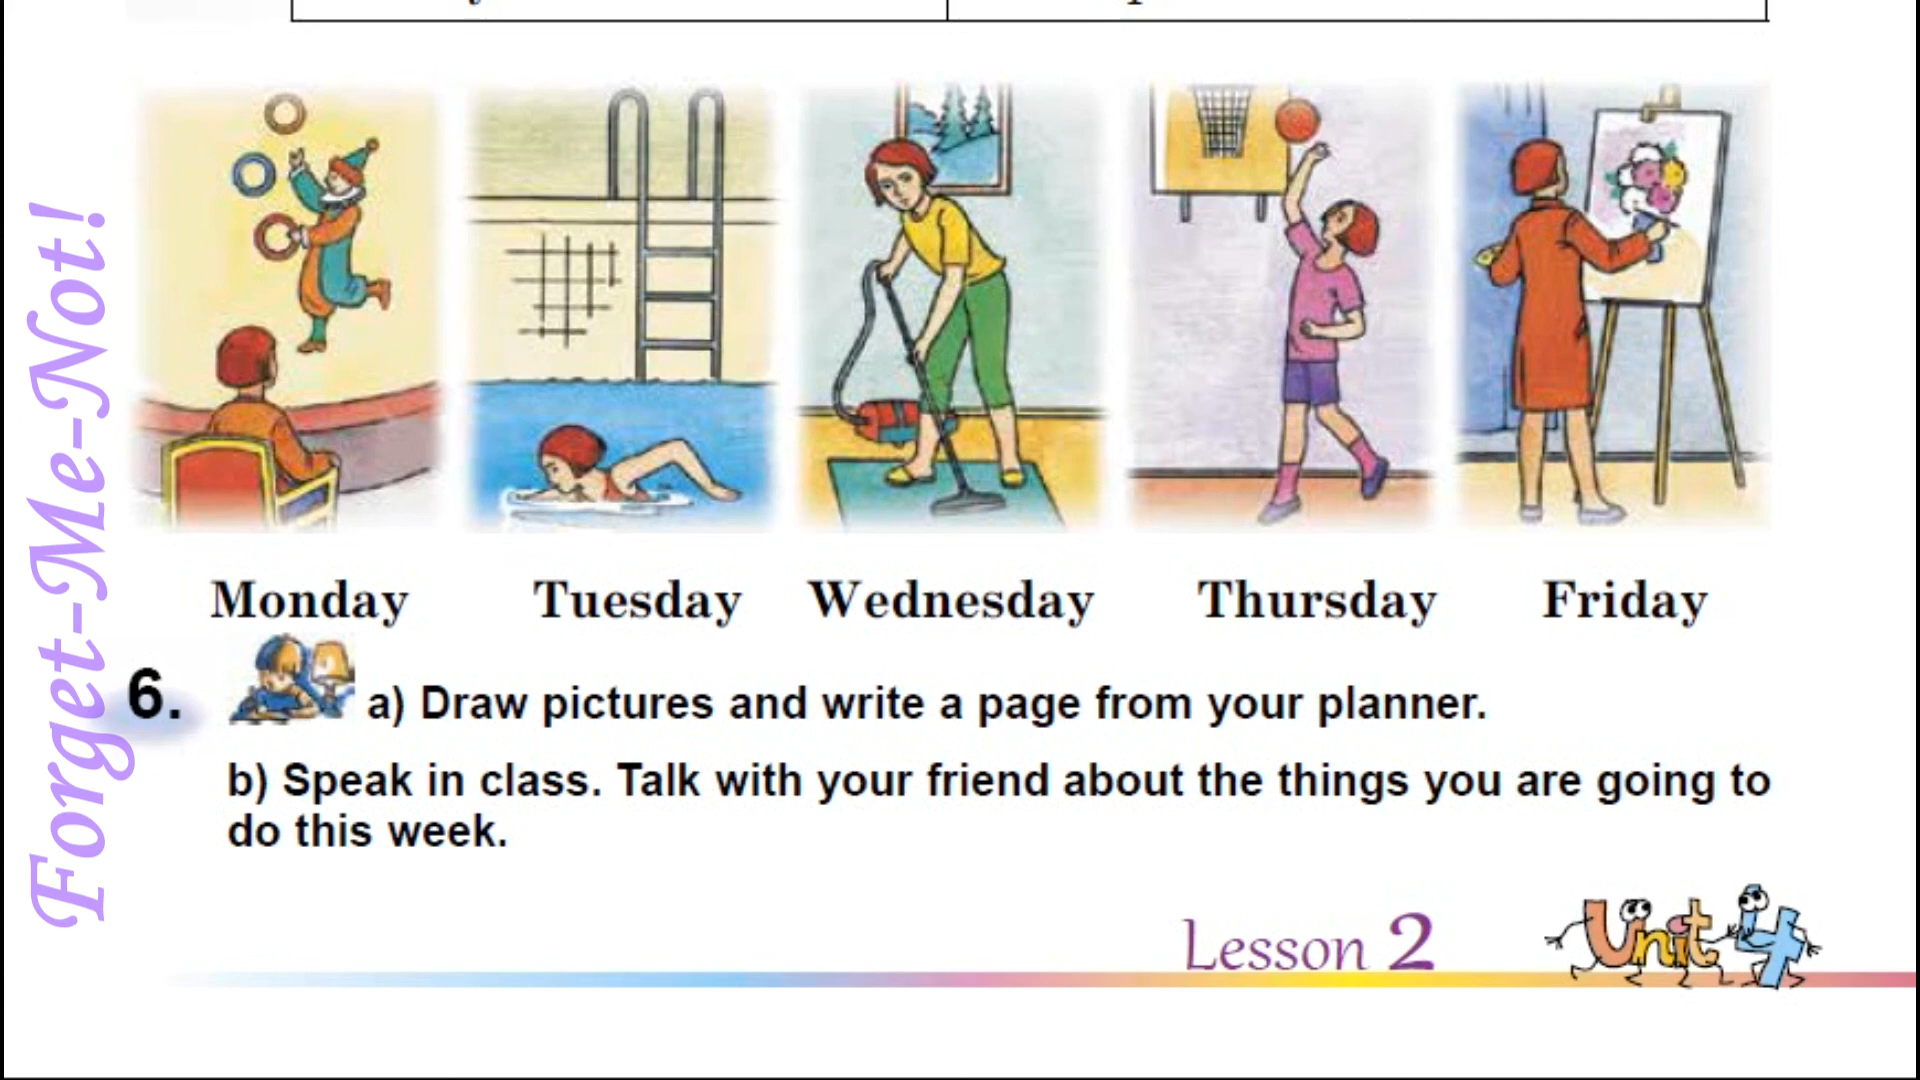 Forget-Me-Not!
Monday Tuesday Wednesday Thursday Friday
6. a) Draw pictures and write a page from your planner.
b) Speak in class. Talk with your friend about the things you are going to
do this week.
Lesson 2 Unit 4